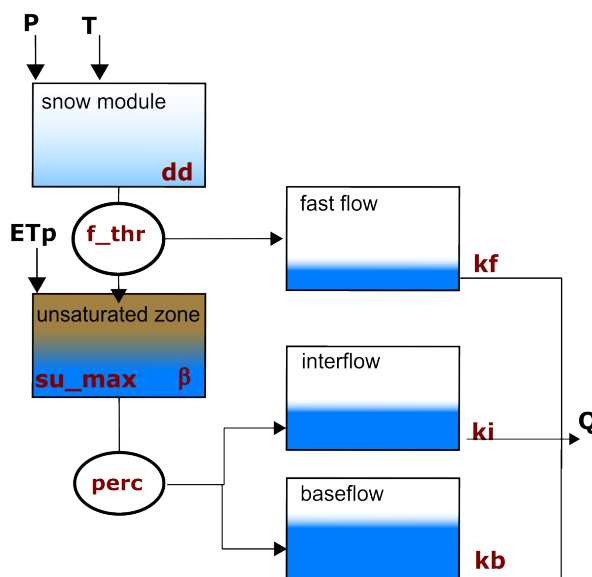 P
T
snow module
dd
f_thr
fast flow
kf
ETp
unsaturated zone
su_max
β
interflow
ki
Q
perc
baseflow
kb